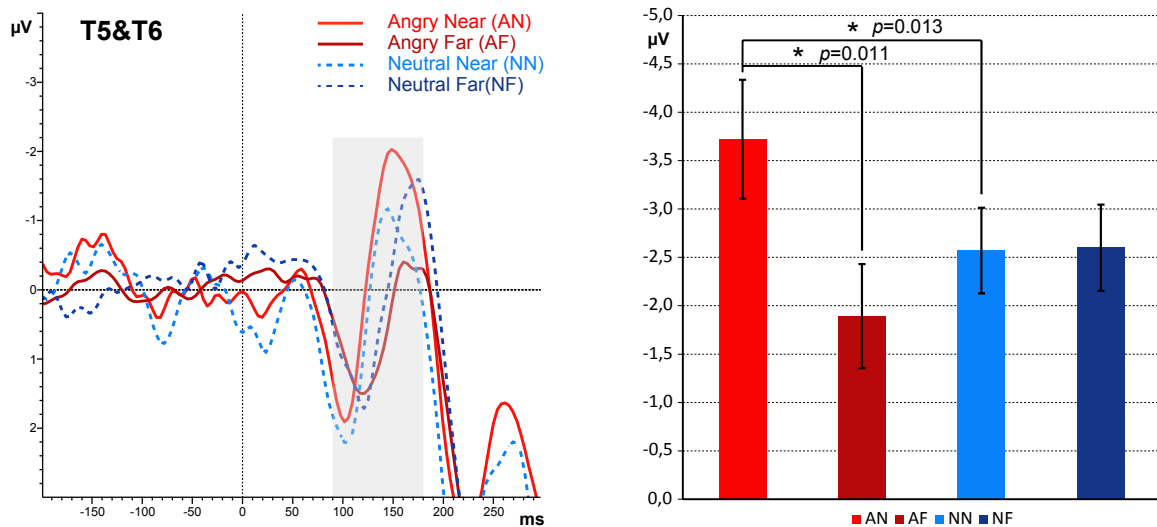 µV
T5&T6
Angry Near (AN)
Angry Far (AF)
Neutral Near (NN)
Neutral Far(NF)
-3
-2
-1
0
1
2
-150
-100
-50
0
50
100
150
200
250
ms
-5,0
µV
-4,5
-4,0
-3,5
-3,0
-2,5
-2,0
-1,5
-1,0
-0,5
0,0
* p=0.013
* p=0.011
AN AF NN NF